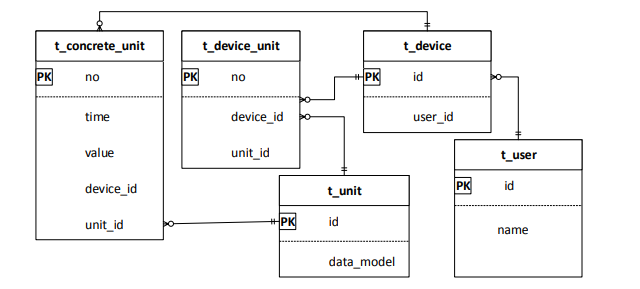 t_concrete_unit
PK no
time
value
device_id
unit_id
t_device_unit
PK no
device_id
unit_id
t_device
PK id
user_id
t_user
PK id
name
t_unit
PK id
data_model